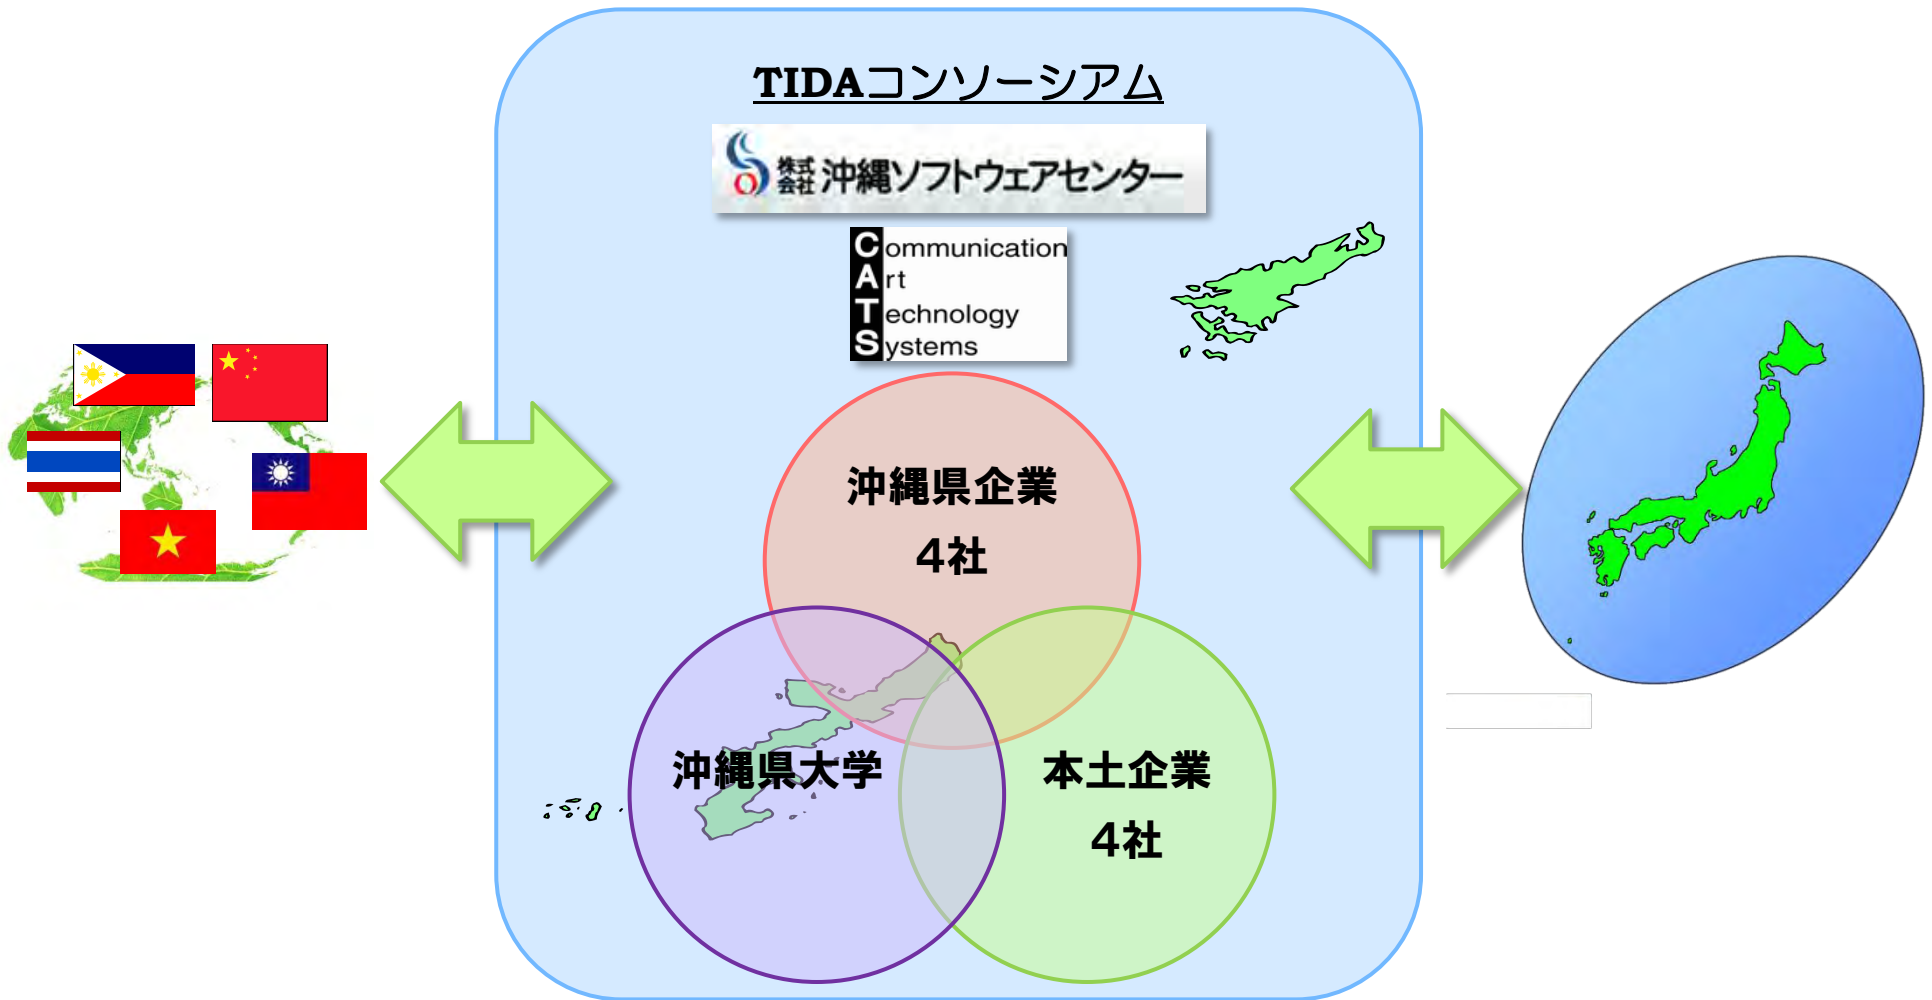 TIDAコンソーシアム
株式会社 沖縄ソフトウェアセンター
Communication
Art
Technology
Systems
沖縄県企業
4社
沖縄県大学
本土企業
4社